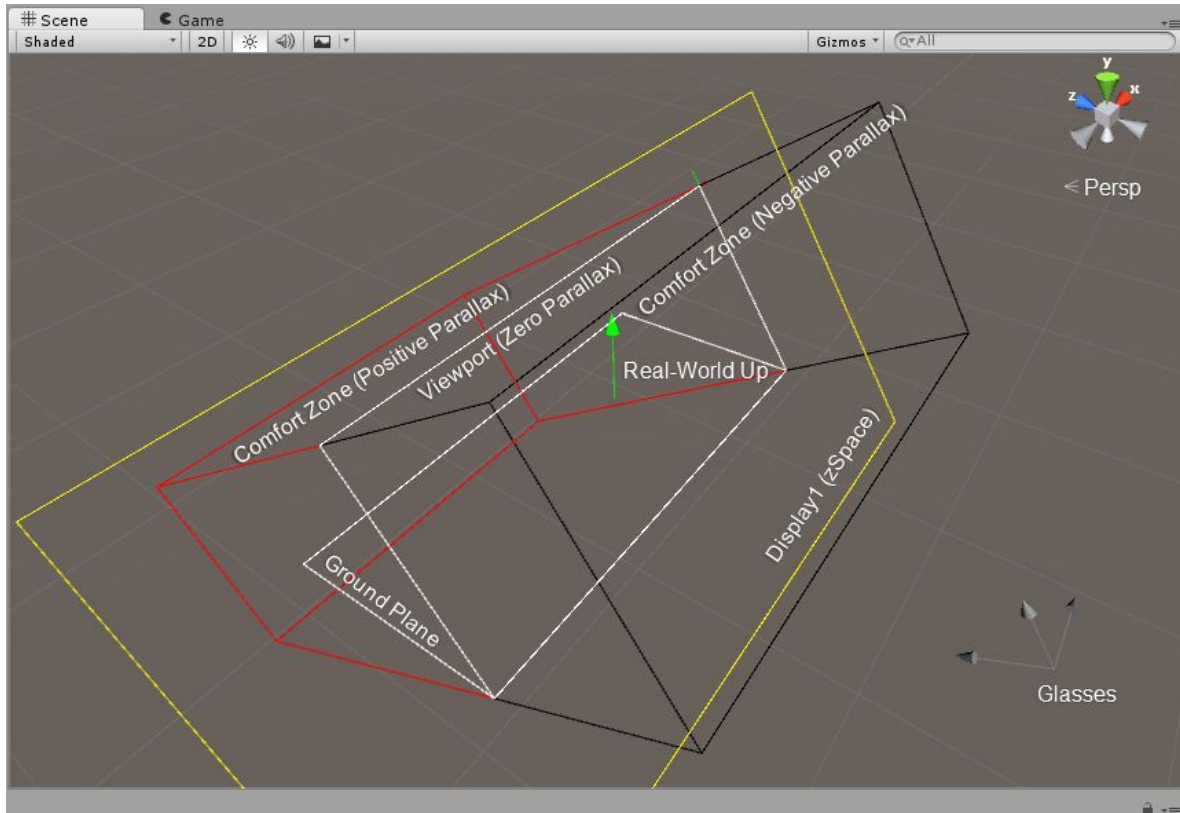 Scene
Game
Shaded
2D
Gizmos
All
y
z
x
Persp
Comfort Zone (Negative Parallax)
Comfort Zone (Positive Parallax)
Viewport (Zero Parallax)
Real-World Up
Display1 (zSpace)
Ground Plane
Glasses